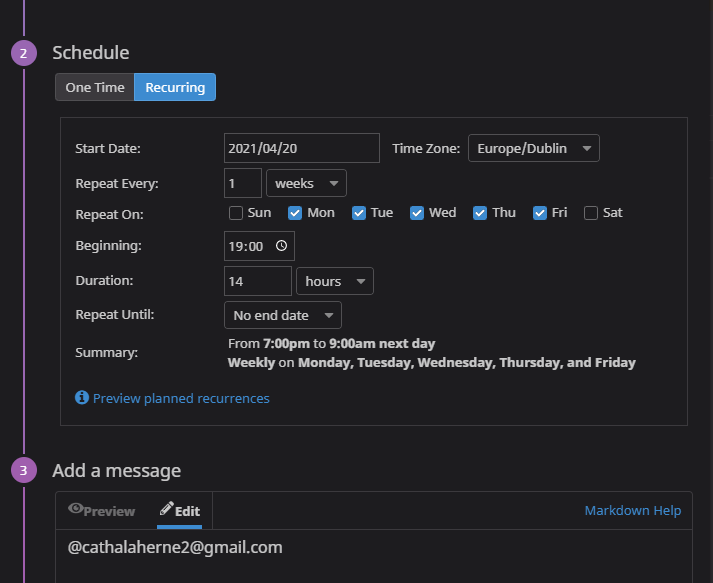 2 Schedule
One Time Recurring
Start Date: 2021/04/20 Time Zone: Europe/Dublin
Repeat Every: 1 weeks
Repeat On: Sun Mon Tue Wed Thu Fri Sat
Beginning: 19:00
Duration: 14 hours
Repeat Until: No end date
Summary: From 7:00pm to 9:00am next day
Weekly on Monday, Tuesday, Wednesday, Thursday, and Friday
Preview planned recurrences
3 Add a message
Preview Edit Markdown Help
@cathalaherne2@gmail.com